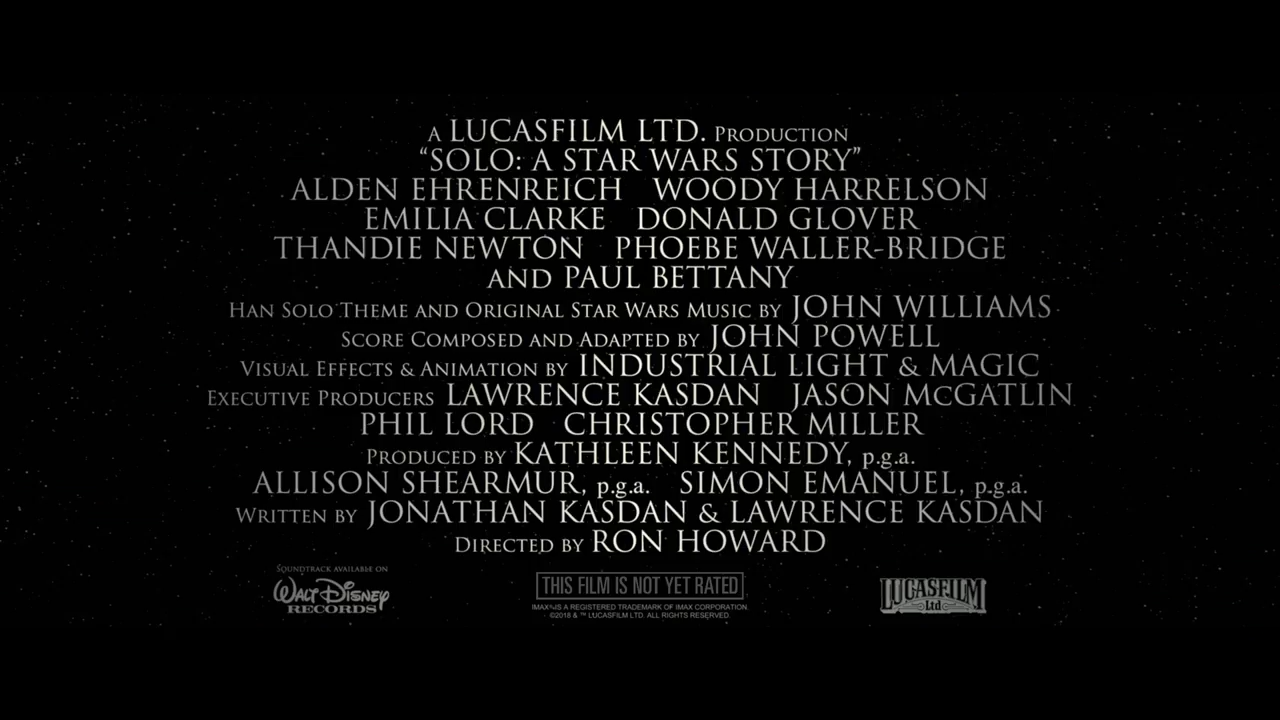 A LUCASFILM LTD. PRODUCTION
“SOLO: A STAR WARS STORY”
ALDEN EHRENREICH WOODY HARRELSON
EMILIA CLARKE DONALD GLOVER
THANDIE NEWTON PHOEBE WALLER-BRIDGE
AND PAUL BETTANY
HAN SOLO THEME AND ORIGINAL STAR WARS MUSIC BY JOHN WILLIAMS
SCORE COMPOSED AND ADAPTED BY JOHN POWELL
VISUAL EFFECTS & ANIMATION BY INDUSTRIAL LIGHT & MAGIC
EXECUTIVE PRODUCERS LAWRENCE KASDAN JASON McGATLIN
PHIL LORD CHRISTOPHER MILLER
PRODUCED BY KATHLEEN KENNEDY, p.g.a.
ALLISON SHEARMUR, p.g.a. SIMON EMANUEL, p.g.a.
WRITTEN BY JONATHAN KASDAN & LAWRENCE KASDAN
DIRECTED BY RON HOWARD
SOUNDTRACK AVAILABLE ON
WALT DISNEY
RECORDS
THIS FILM IS NOT YET RATED
IMAX® IS A REGISTERED TRADEMARK OF IMAX CORPORATION.
©2018 & ™ LUCASFILM LTD. ALL RIGHTS RESERVED.
LUCASFILM
Ltd